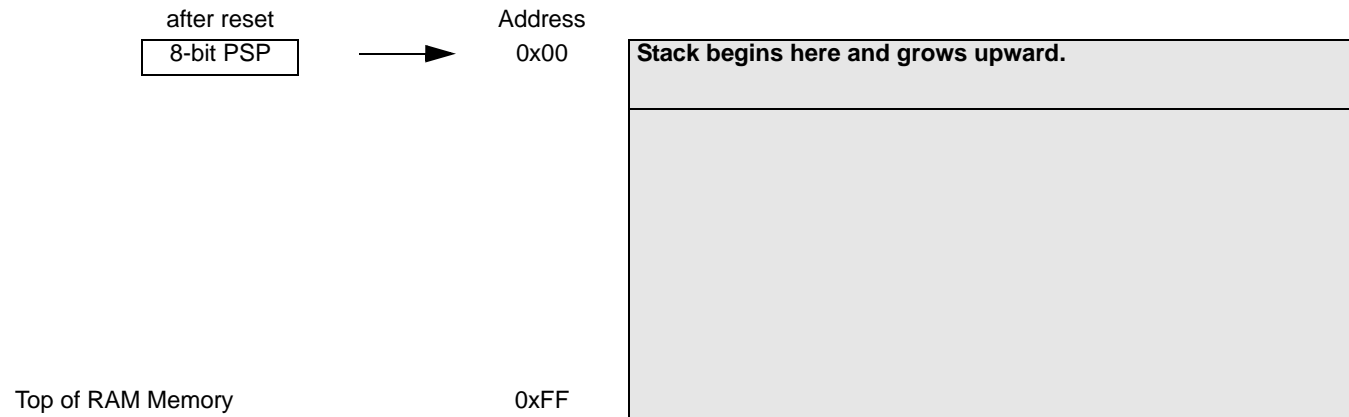 after reset Address
8-bit PSP 0x00 Stack begins here and grows upward.
Top of RAM Memory 0xFF